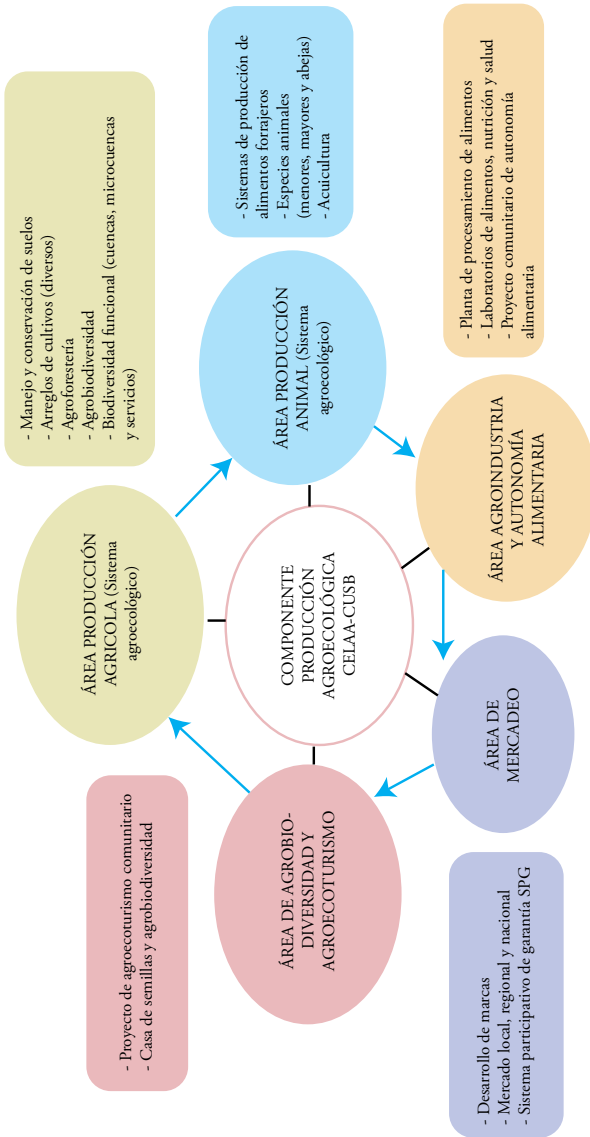 - Manejo y conservación de suelos
- Arreglos de cultivos (diversos)
- Agroforestería
- Agrobiodiversidad
- Biodiversidad funcional (cuencas, microcuencas
y servicios)
ÁREA PRODUCCIÓN
AGRICOLA (Sistema
agroecológico)
- Sistemas de producción de
alimentos forrajeros
- Especies animales
(menores, mayores y abejas)
- Acuicultura
ÁREA PRODUCCIÓN
ANIMAL (Sistema
agroecológico)
- Planta de procesamiento de alimentos
- Laboratorios de alimentos, nutrición y salud
- Proyecto comunitario de autonomía
alimentaria
ÁREA AGROINDUSTRIA
Y AUTONOMÍA
ALIMENTARIA
COMPONENTE
PRODUCCIÓN
AGROECOLÓGICA
CELAA-CUSB
ÁREA DE
MERCADEO
- Desarrollo de marcas
- Mercado local, regional y nacional
- Sistema participativo de garantía SPG
ÁREA DE AGROBIO-
DIVERSIDAD Y
AGROECOTURISMO
- Proyecto de agroecoturismo comunitario
- Casa de semillas y agrobiodiversidad